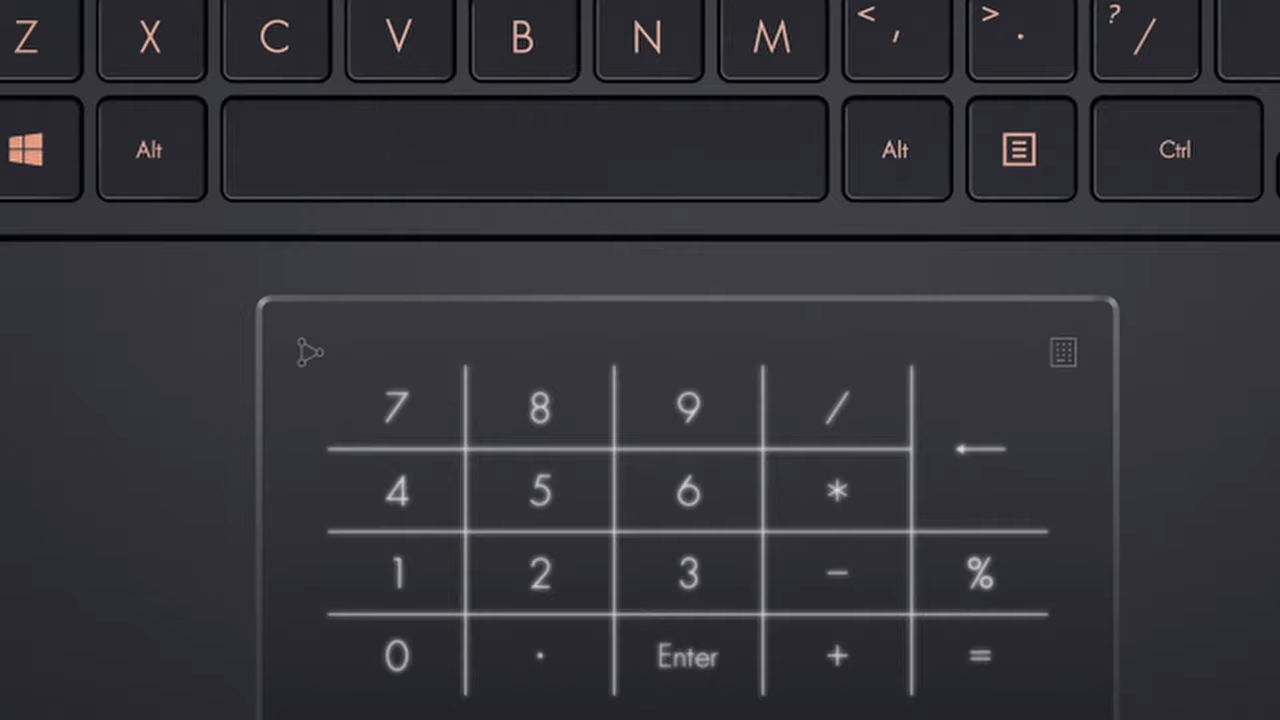 Z X C V B N M < , > . ? /
Alt Alt Ctrl
7 8 9 /
←
4 5 6 *
1 2 3 - %
0 . Enter + =